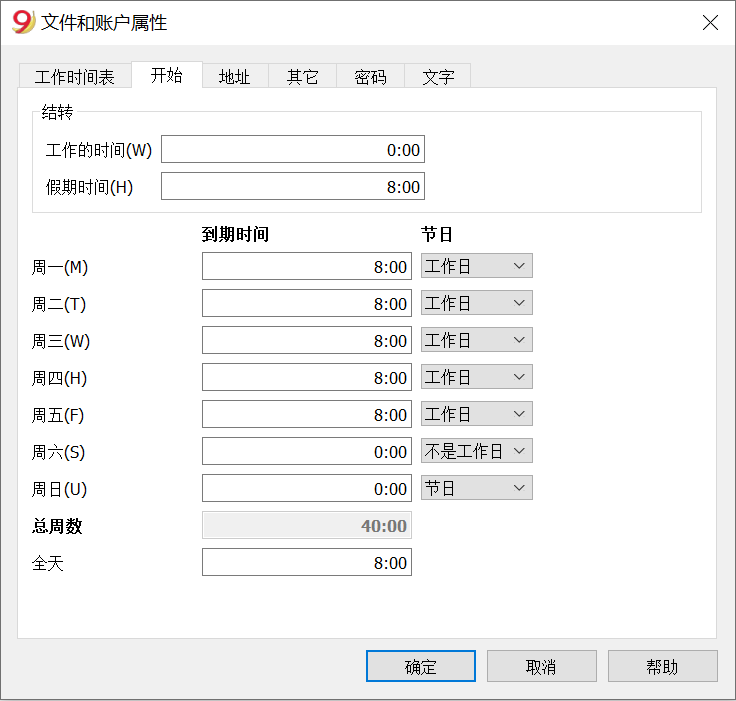 9 文件和账户属性
工作时间表 开始 地址 其它 密码 文字
结转
工作的时间(W) 0:00
假期时间(H) 8:00
到期时间 节日
周一(M) 8:00 工作日
周二(T) 8:00 工作日
周三(W) 8:00 工作日
周四(H) 8:00 工作日
周五(F) 8:00 工作日
周六(S) 0:00 不是工作日
周日(U) 0:00 节日
总周数 40:00
全天 8:00
确定 取消 帮助